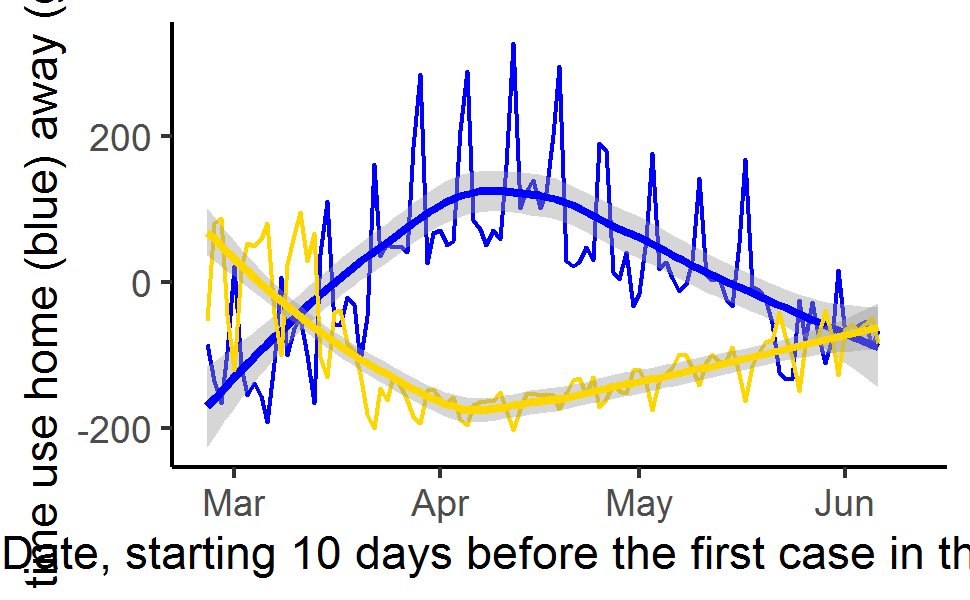 time use home (blue) away (
200
0
-200
Mar Apr May Jun
Date, starting 10 days before the first case in th